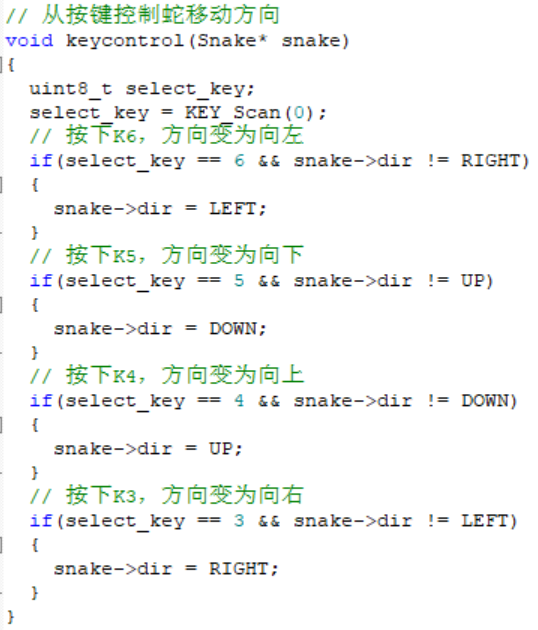 // 从按键控制蛇移动方向
void keycontrol(Snake* snake)
{
  uint8_t select_key;
  select_key = KEY_Scan(0);
  // 按下K6，方向变为向左
  if(select_key == 6 && snake->dir != RIGHT)
  {
    snake->dir = LEFT;
  }
  // 按下K5，方向变为向下
  if(select_key == 5 && snake->dir != UP)
  {
    snake->dir = DOWN;
  }
  // 按下K4，方向变为向上
  if(select_key == 4 && snake->dir != DOWN)
  {
    snake->dir = UP;
  }
  // 按下K3，方向变为向右
  if(select_key == 3 && snake->dir != LEFT)
  {
    snake->dir = RIGHT;
  }
}